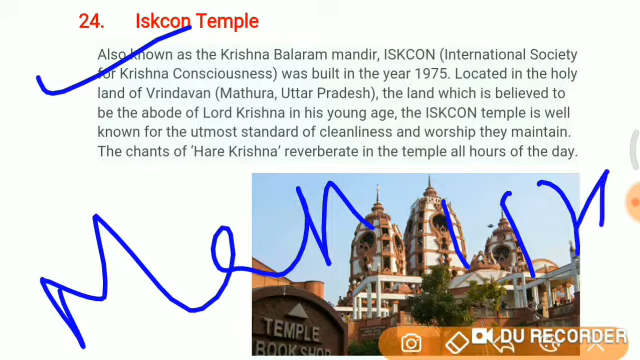 24. Iskcon Temple
Also known as the Krishna Balaram mandir, ISKCON (International Society
for Krishna Consciousness) was built in the year 1975. Located in the holy
land of Vrindavan (Mathura, Uttar Pradesh), the land which is believed to
be the abode of Lord Krishna in his young age, the ISKCON temple is well
known for the utmost standard of cleanliness and worship they maintain.
The chants of ‘Hare Krishna’ reverberate in the temple all hours of the day.
TEMPLE
BOOK SHOP
DU RECORDER